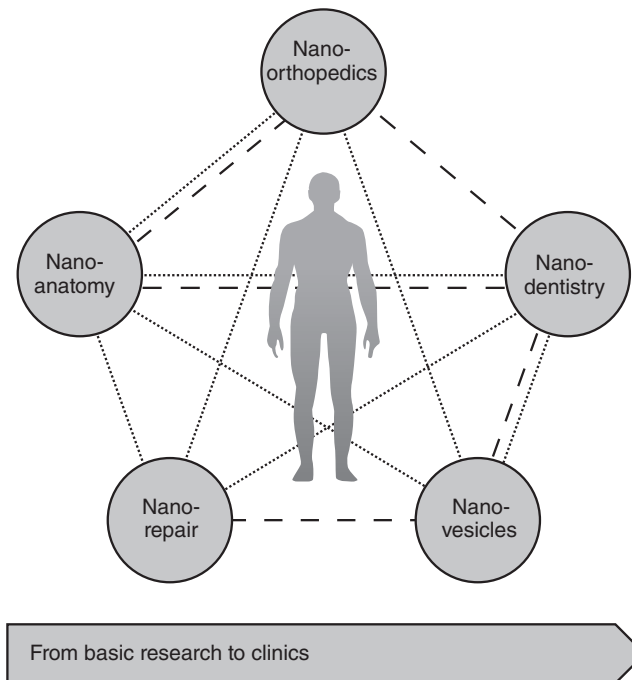 Nano-
orthopedics
Nano-
anatomy
Nano-
dentistry
Nano-
repair
Nano-
vesicles
From basic research to clinics